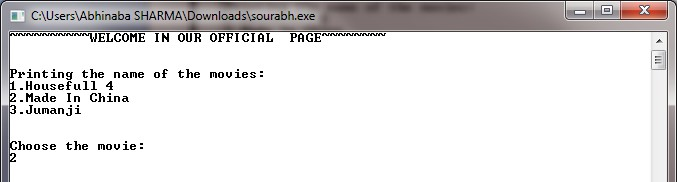 C:\Users\Abhinaba SHARMA\Downloads\sourabh.exe
~~~~~~~~~~~WELCOME IN OUR OFFICIAL  PAGE~~~~~~~~~
Printing the name of the movies:
1.Housefull 4
2.Made In China
3.Jumanji
Choose the movie:
2